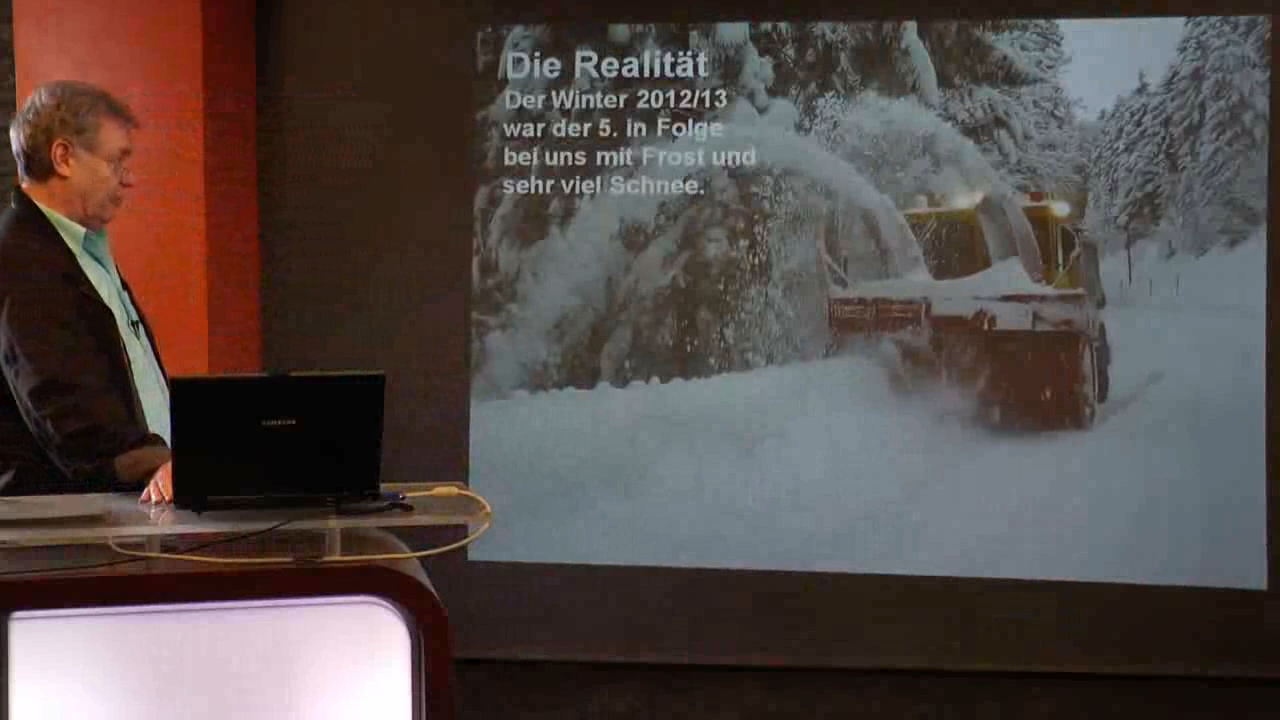 Die Realität
Der Winter 2012/13
war der 5. in Folge
bei uns mit Frost und
sehr viel Schnee.
SAMSUNG